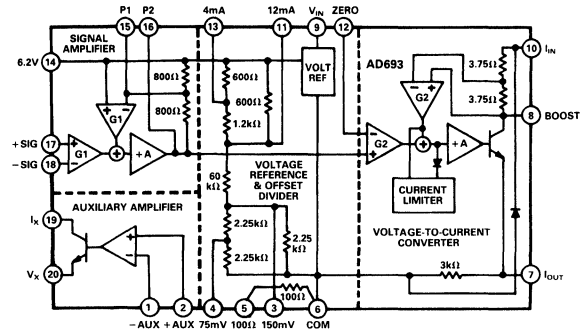 P1 P2 4mA 12mA VIN ZERO
15 16 13 11 9 12
SIGNAL AMPLIFIER
AD693
10 IIN
6.2V 14
800Ω
800Ω
600Ω
600Ω
1.2kΩ
VOLT REF
3.75Ω
3.75Ω
G2
8 BOOST
G1
+SIG 17
−SIG 18
G1
+
+A
G2
+
+A
60 kΩ
VOLTAGE REFERENCE & OFFSET DIVIDER
CURRENT LIMITER
AUXILIARY AMPLIFIER
IX 19
VX 20
2.25kΩ
2.25kΩ
2.25 kΩ
VOLTAGE-TO-CURRENT CONVERTER
3kΩ
7 IOUT
100Ω
1 2 4 5 3 6
−AUX +AUX 75mV 100Ω 150mV COM